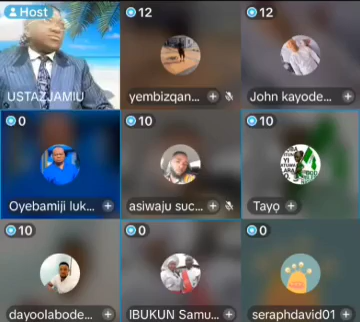 Host
USTAZJAMIU
12
yembizqan...
12
John kayode...
0
Oyebamiji luk...
10
asiwaju suc...
10
Tayọ
10
dayoolabode...
0
IBUKUN Samu...
0
seraphdavid01